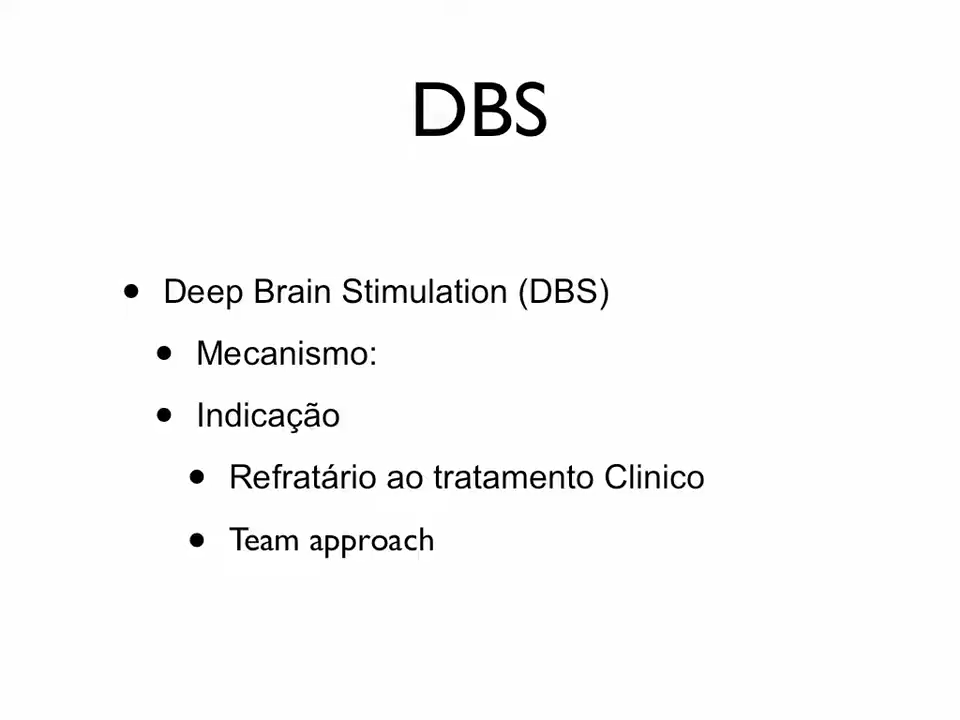 DBS
• Deep Brain Stimulation (DBS)
• Mecanismo:
• Indicação
• Refratário ao tratamento Clinico
• Team approach